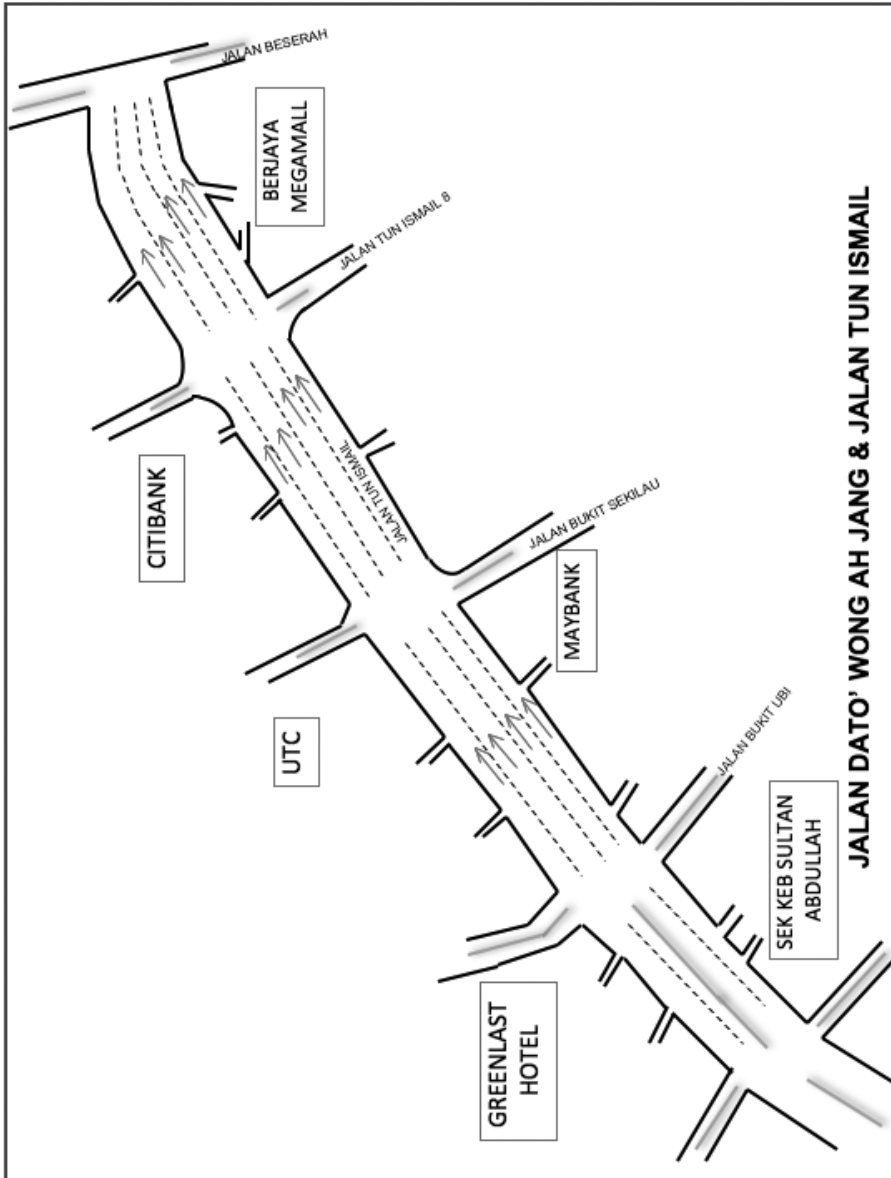 JALAN BESERAH
BERJAYA
MEGAMALL
JALAN TUN ISMAIL 8
CITIBANK
JALAN TUN ISMAIL
JALAN BUKIT SEKILAU
MAYBANK
UTC
JALAN BUKIT UBI
SEK KEB SULTAN
ABDULLAH
GREENLAST
HOTEL
JALAN DATO' WONG AH JANG & JALAN TUN ISMAIL